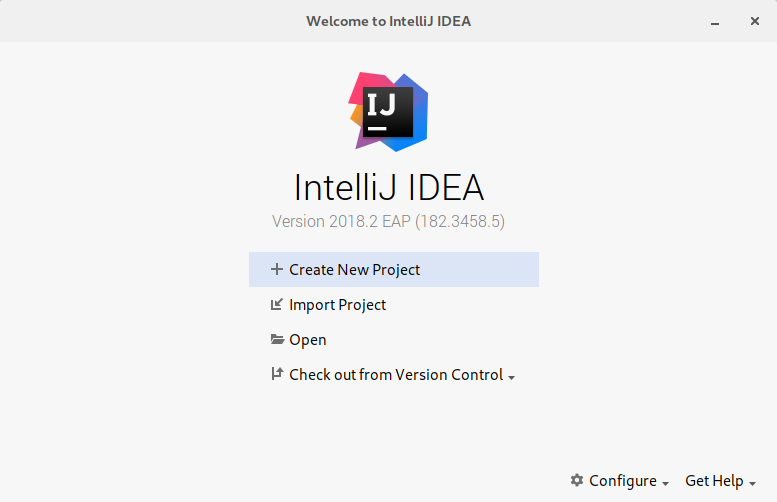 Welcome to IntelliJ IDEA
IJ
IntelliJ IDEA
Version 2018.2 EAP (182.3458.5)
Create New Project
Import Project
Open
Check out from Version Control
Configure Get Help